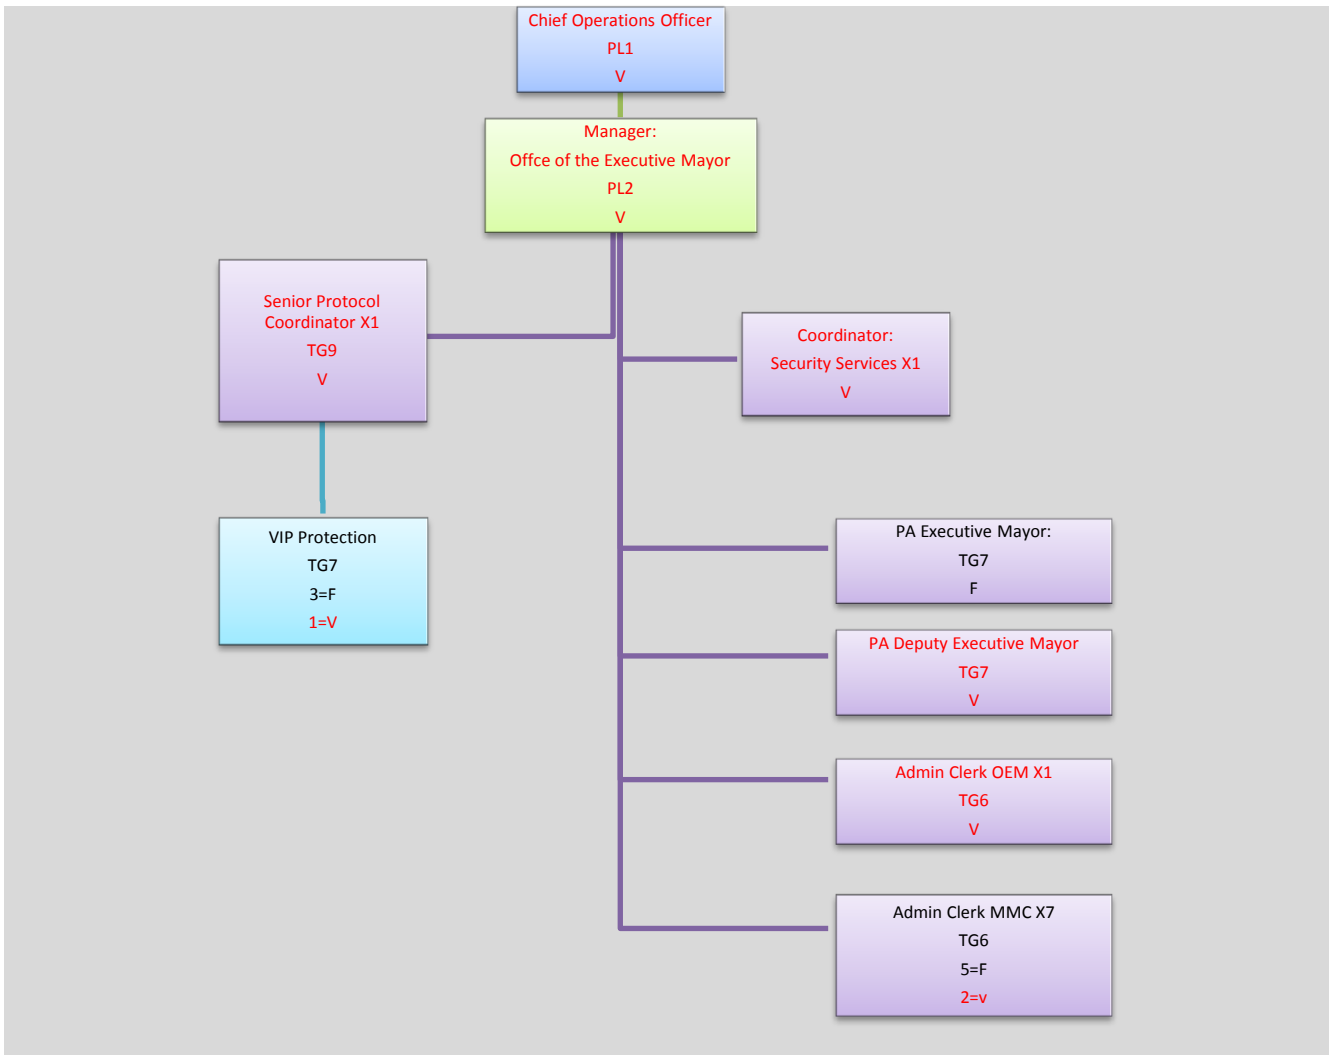 Chief Operations Officer
PL1
V
Manager:
Offce of the Executive Mayor
PL2
V
Senior Protocol
Coordinator X1
TG9
V
Coordinator:
Security Services X1
V
VIP Protection
TG7
3=F
1=V
PA Executive Mayor:
TG7
F
PA Deputy Executive Mayor
TG7
V
Admin Clerk OEM X1
TG6
V
Admin Clerk MMC X7
TG6
5=F
2=v